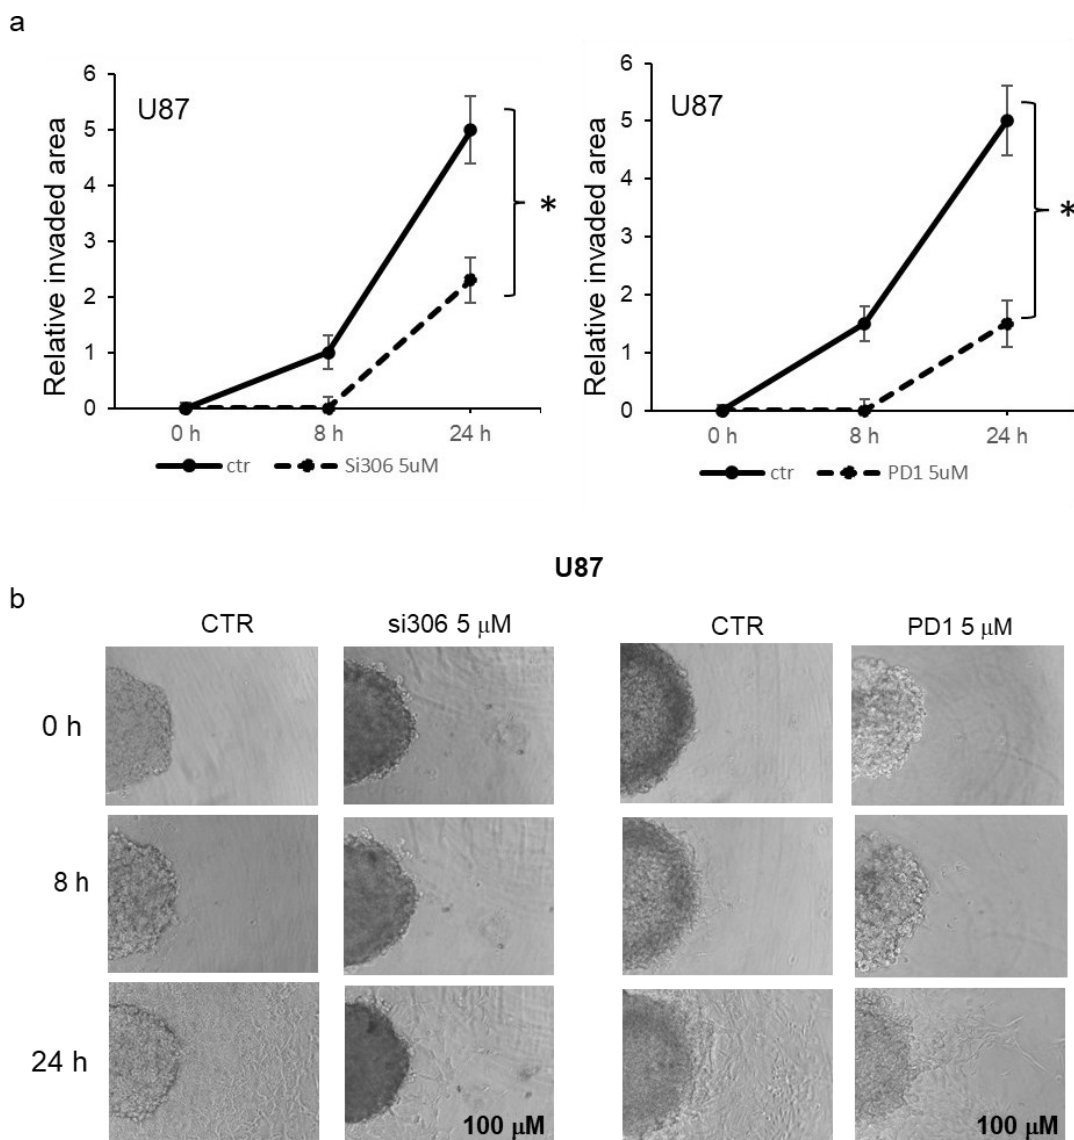 a
6
5
4
3
2
1
0
Relative invaded area
U87
*
0 h 8 h 24 h
ctr Si306 5uM
6
5
4
3
2
1
0
Relative invaded area
U87
*
0 h 8 h 24 h
ctr PD1 5uM
U87
b
CTR si306 5 μM CTR PD1 5 μM
0 h
8 h
24 h
100 μM 100 μM